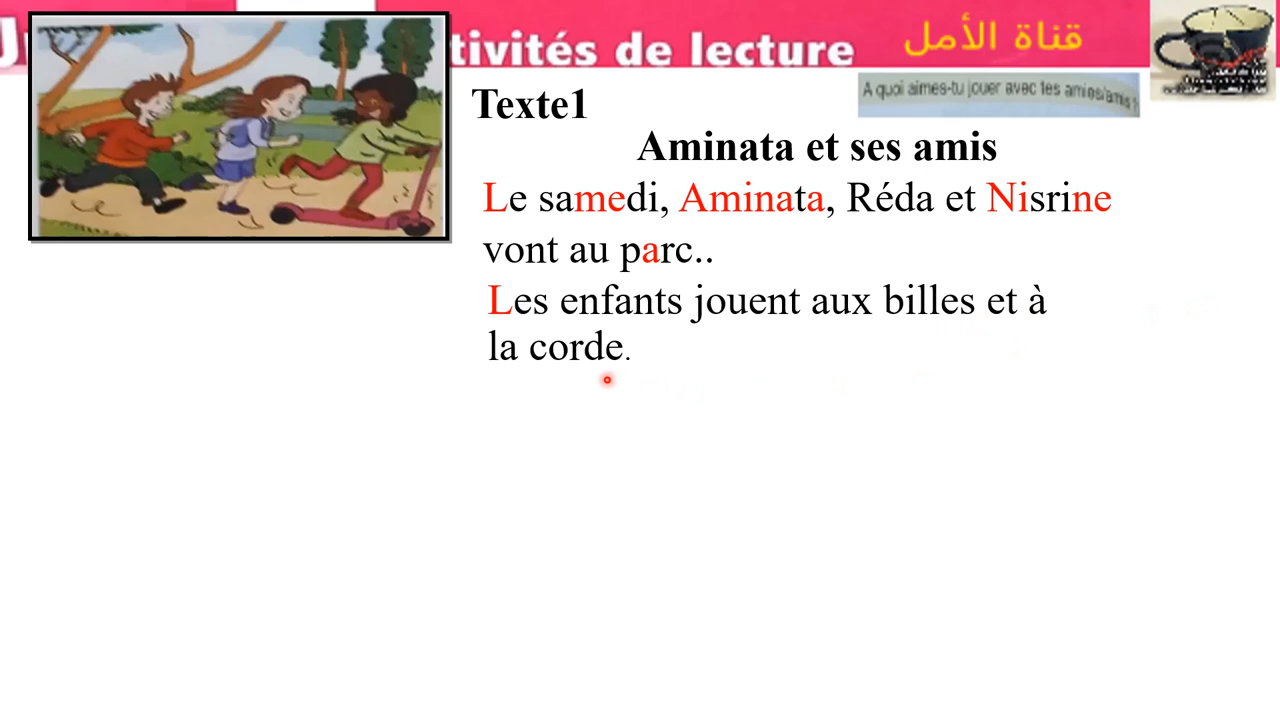 tivités de lecture
قناة الأمل
A quoi aimes-tu jouer avec tes amies/amis ?
Texte1
Aminata et ses amis
Le samedi, Aminata, Réda et Nisrine
vont au parc..
Les enfants jouent aux billes et à
la corde.